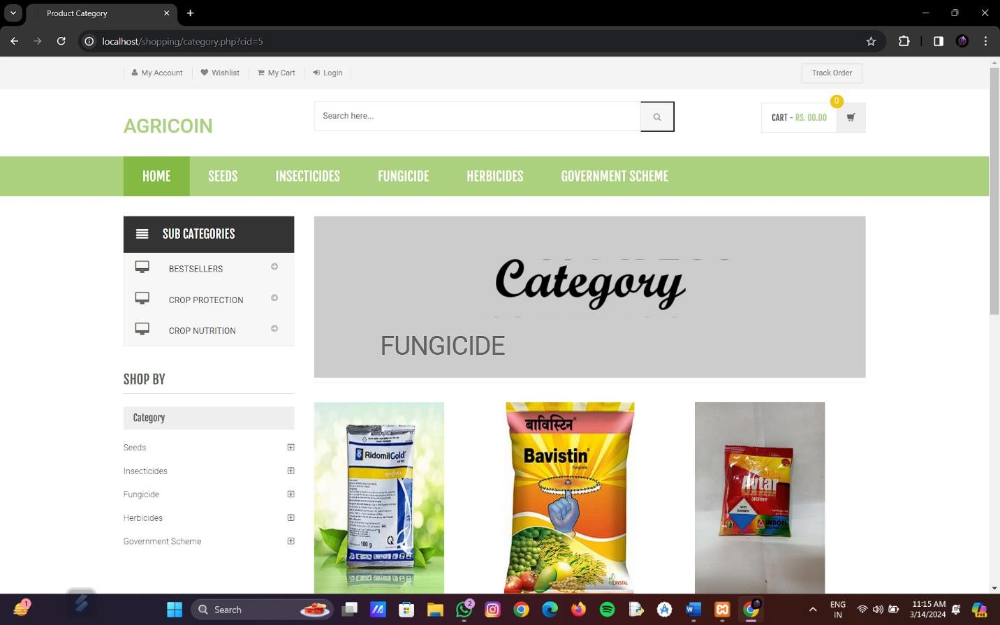 Product Category
localhost/shopping/category.php?cid=5
My Account Wishlist My Cart Login Track Order
AGRICOIN
Search here...
0
CART - RS. 00.00
HOME SEEDS INSECTICIDES FUNGICIDE HERBICIDES GOVERNMENT SCHEME
SUB CATEGORIES
BESTSELLERS
CROP PROTECTION
CROP NUTRITION
Category
FUNGICIDE
SHOP BY
Category
Seeds
Insecticides
Fungicide
Herbicides
Government Scheme
RidomilGold
syngenta
100 g
बाविस्टिन
Bavistin
Fungicide
CRYSTAL
Avtar
अवतार
DANGER
INDOFIL
1
Search
2
ENG
IN
11:15 AM
3/14/2024
PRE